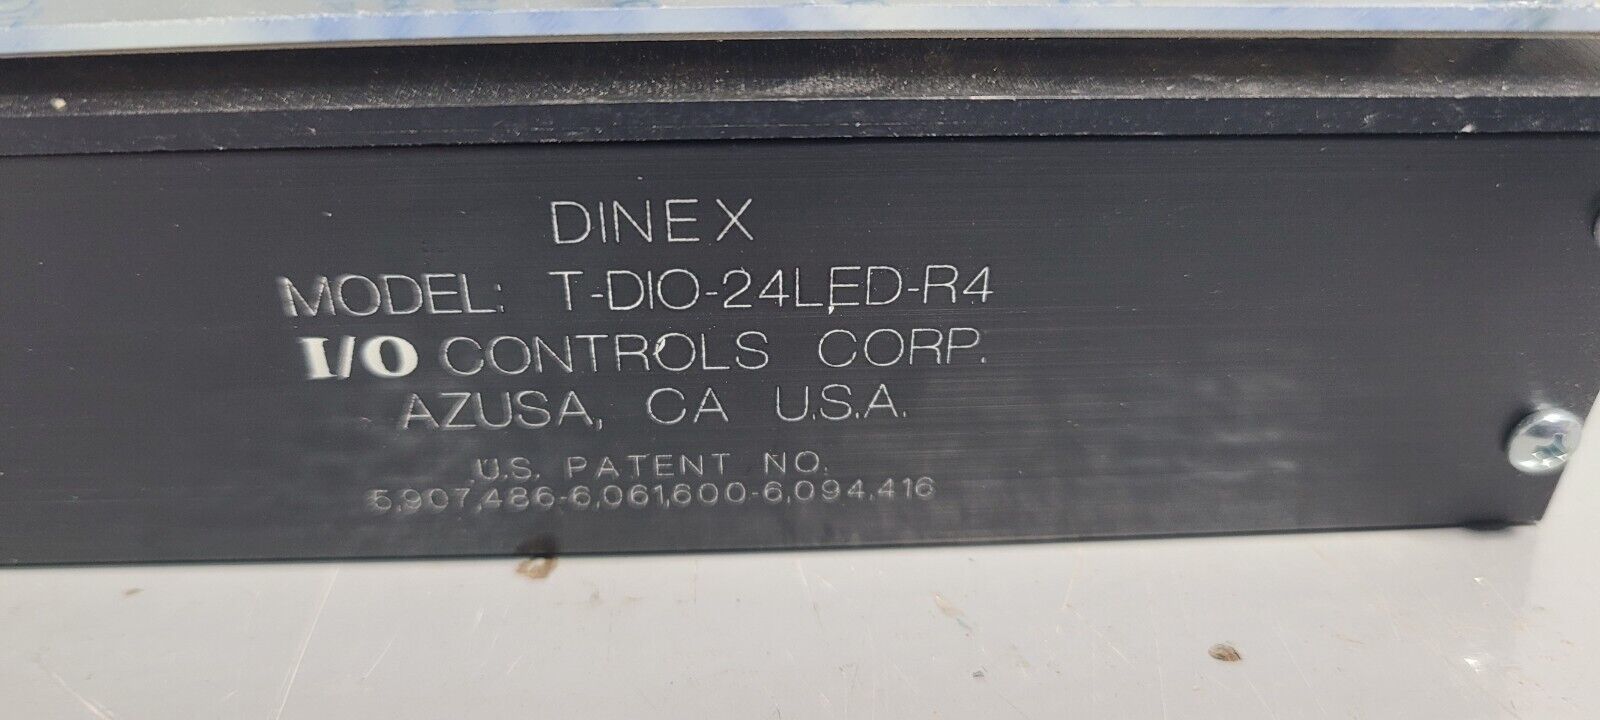 DINEX
MODEL: T-DIO-24LED-R4
I/O CONTROLS CORP.
AZUSA, CA U.S.A.
U.S. PATENT NO.
5,907,486-6,061,600-6,094,416